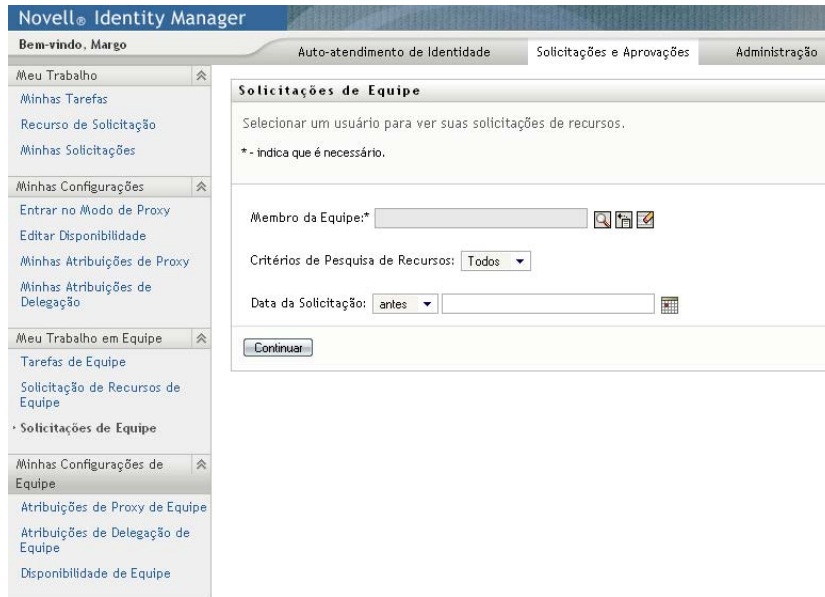 Novell® Identity Manager
Bem-vindo, Margo
Auto-atendimento de Identidade
Solicitações e Aprovações
Administração
Meu Trabalho
Minhas Tarefas
Recurso de Solicitação
Minhas Solicitações
Minhas Configurações
Entrar no Modo de Proxy
Editar Disponibilidade
Minhas Atribuições de Proxy
Minhas Atribuições de
Delegação
Meu Trabalho em Equipe
Tarefas de Equipe
Solicitação de Recursos de
Equipe
Solicitações de Equipe
Minhas Configurações de
Equipe
Atribuições de Proxy de Equipe
Atribuições de Delegação de
Equipe
Disponibilidade de Equipe
Solicitações de Equipe
Selecionar um usuário para ver suas solicitações de recursos.
* - indica que é necessário.
Membro da Equipe:*
Critérios de Pesquisa de Recursos: Todos
Data da Solicitação: antes
Continuar